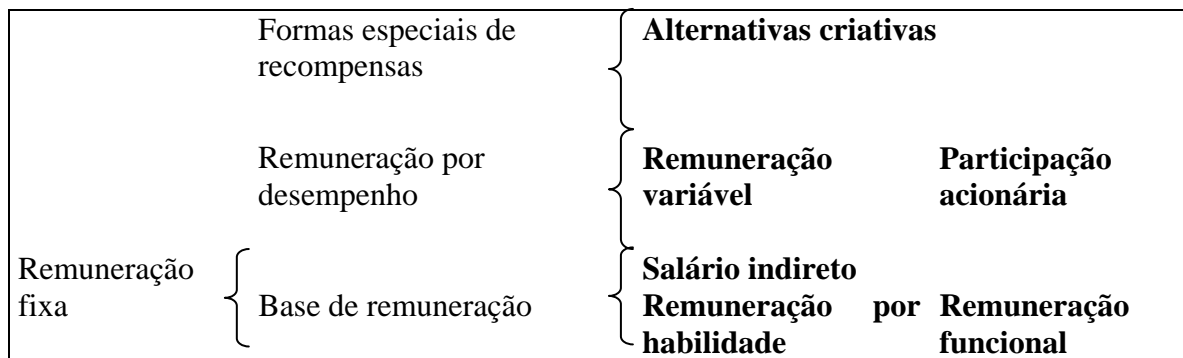 Formas especiais de Alternativas criativas
recompensas
Remuneração por Remuneração Participação
desempenho variável acionária
Remuneração Salário indireto
fixa Base de remuneração Remuneração por Remuneração
habilidade funcional